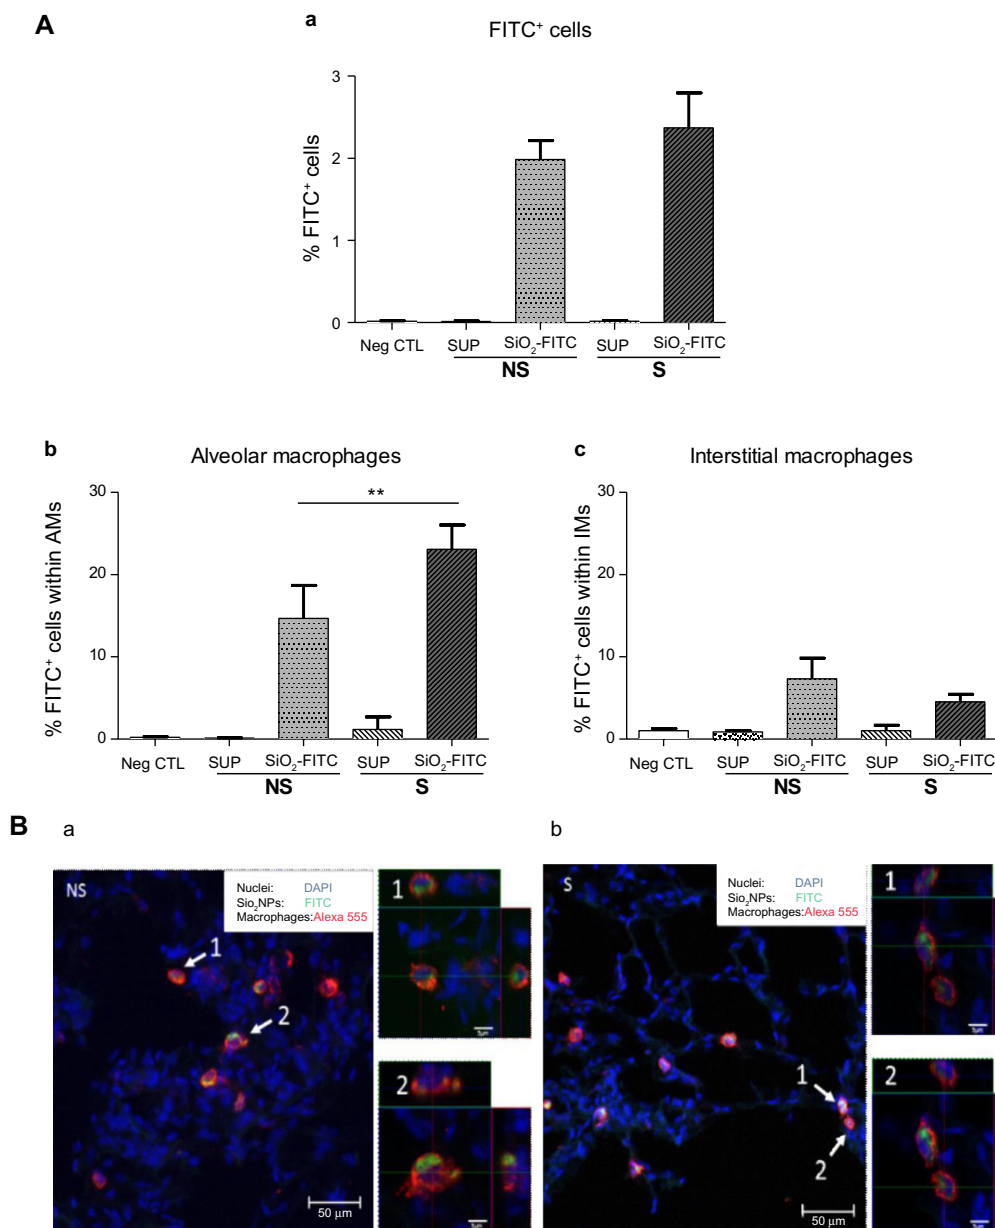 A
a
FITC⁺ cells
% FITC⁺ cells
3
2
1
0
Neg CTL SUP SiO₂-FITC SUP SiO₂-FITC
NS S
b
Alveolar macrophages
% FITC⁺ cells within AMs
30
20
10
0
**
Neg CTL SUP SiO₂-FITC SUP SiO₂-FITC
NS S
c
Interstitial macrophages
% FITC⁺ cells within IMs
30
20
10
0
Neg CTL SUP SiO₂-FITC SUP SiO₂-FITC
NS S
B
a
NS
Nuclei: DAPI
Sio₂NPs: FITC
Macrophages:Alexa 555
1
2
50 μm
1
2
b
S
Nuclei: DAPI
Sio₂NPs: FITC
Macrophages:Alexa 555
1
2
50 μm
1
2